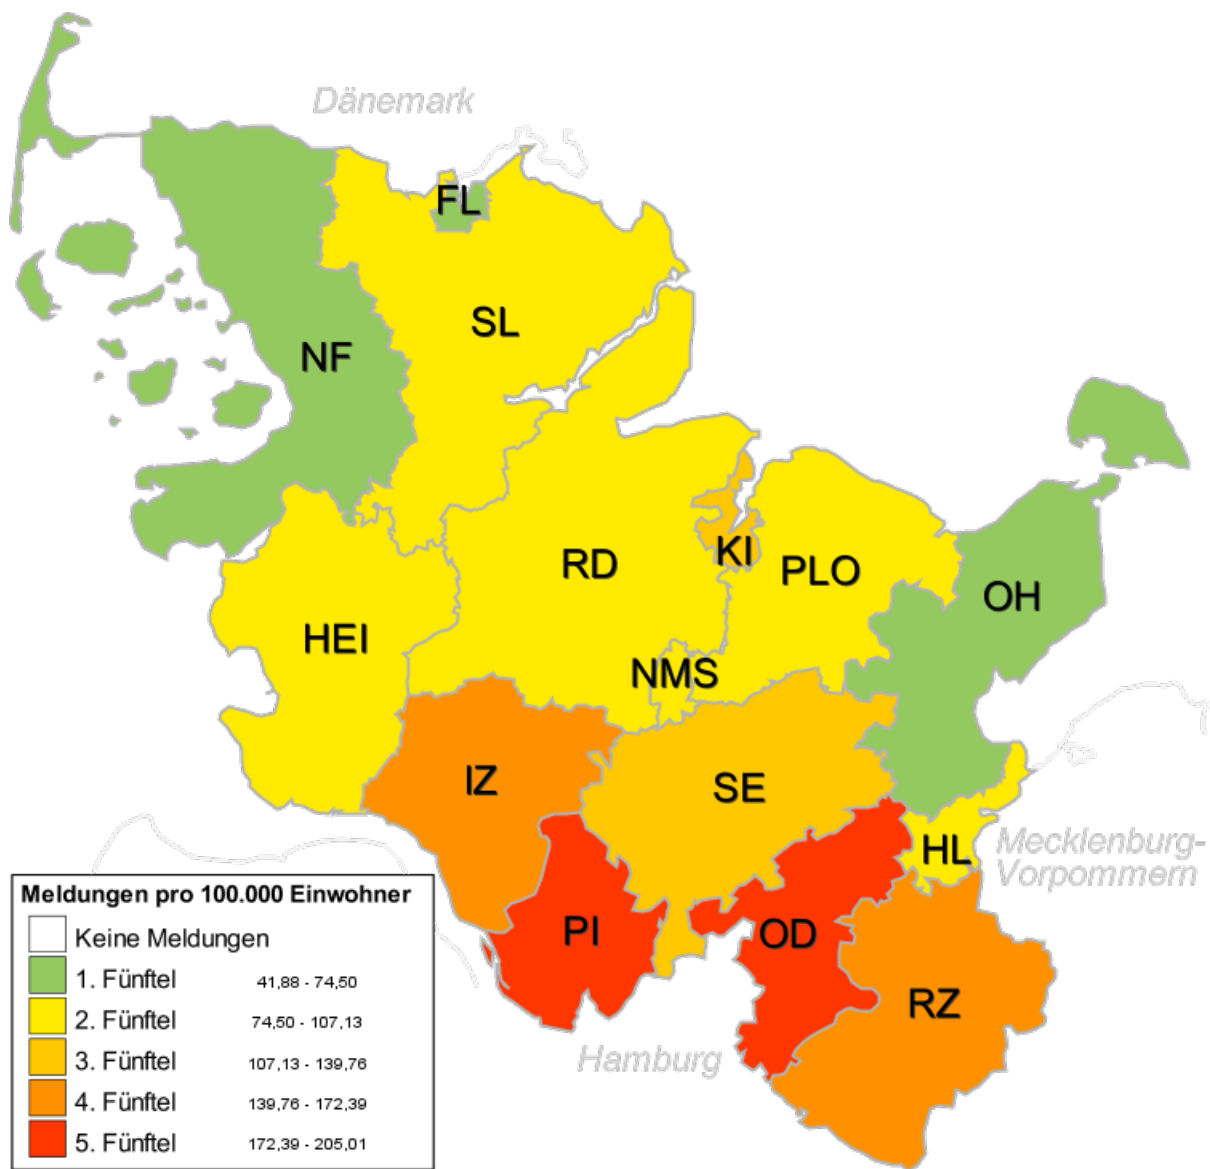 Dänemark
FL
SL
NF
RD
KI
PLO
OH
HEI
NMS
IZ
SE
HL
Mecklenburg-
Vorpommern
PI
OD
RZ
Hamburg
Meldungen pro 100.000 Einwohner
Keine Meldungen
1. Fünftel 41,88 - 74,50
2. Fünftel 74,50 - 107,13
3. Fünftel 107,13 - 139,76
4. Fünftel 139,76 - 172,39
5. Fünftel 172,39 - 205,01